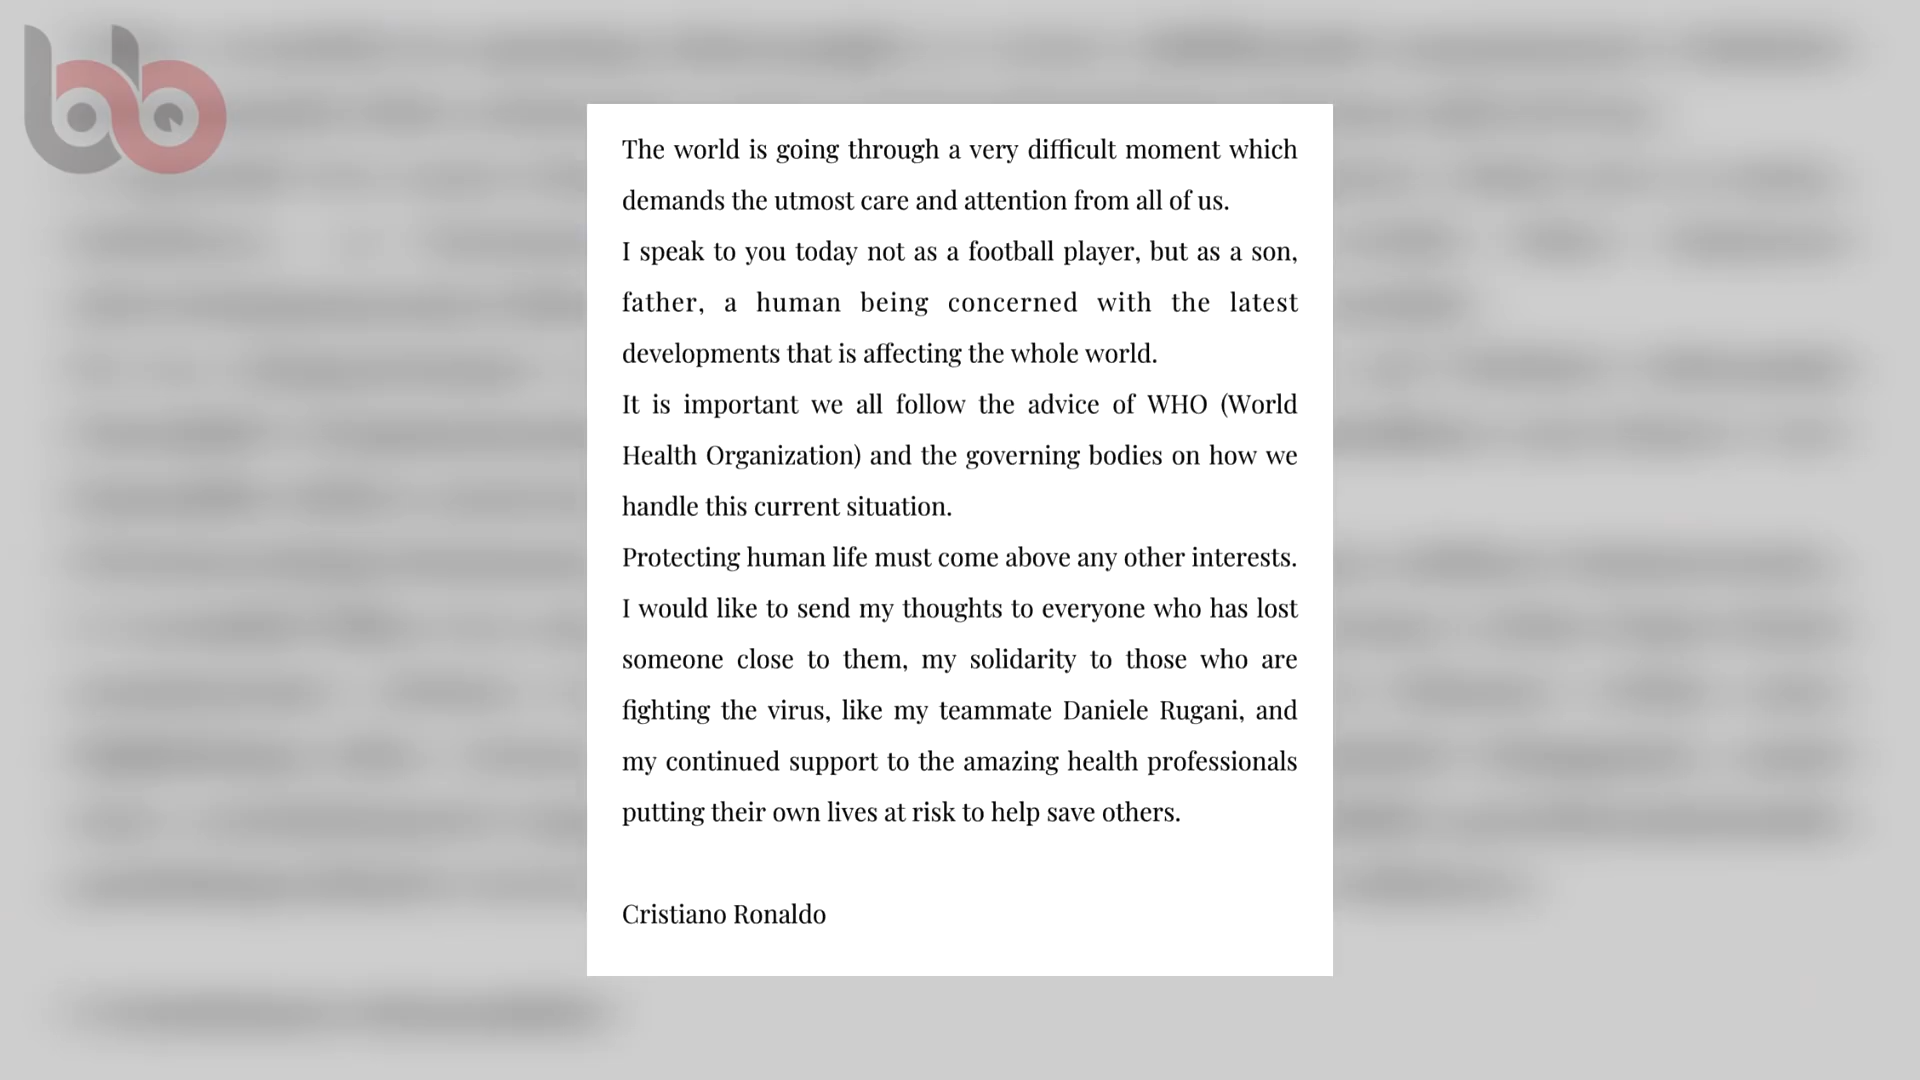 The world is going through a very difficult moment which
demands the utmost care and attention from all of us.
I speak to you today not as a football player, but as a son,
father, a human being concerned with the latest
developments that is affecting the whole world.
It is important we all follow the advice of WHO (World
Health Organization) and the governing bodies on how we
handle this current situation.
Protecting human life must come above any other interests.
I would like to send my thoughts to everyone who has lost
someone close to them, my solidarity to those who are
fighting the virus, like my teammate Daniele Rugani, and
my continued support to the amazing health professionals
putting their own lives at risk to help save others.
Cristiano Ronaldo